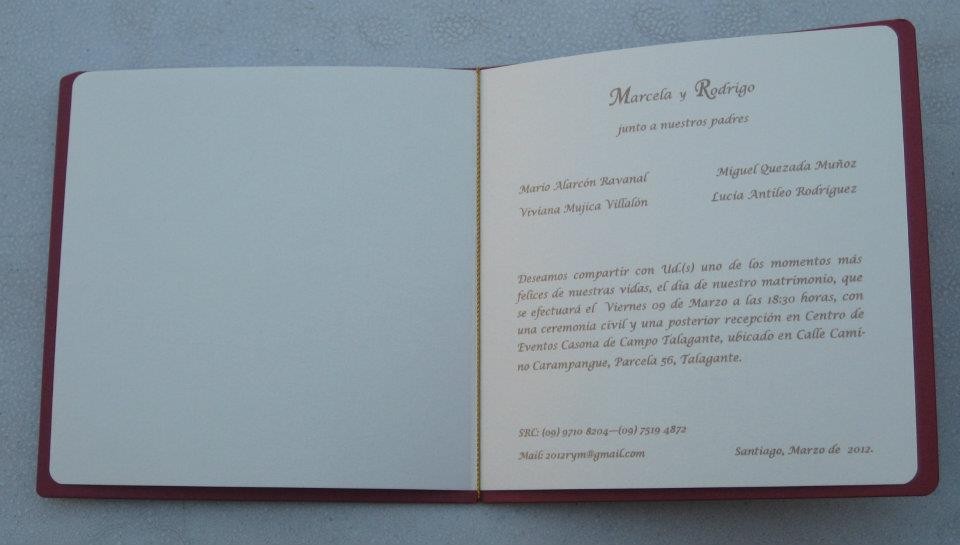 Marcela y Rodrigo
junto a nuestros padres
Mario Alarcón Ravanal
Viviana Mujica Villalón
Miguel Quezada Muñoz
Lucía Antileo Rodríguez
Deseamos compartir con Ud.(s) uno de los momentos más
felices de nuestras vidas, el día de nuestro matrimonio, que
se efectuará el Viernes 09 de Marzo a las 18:30 horas, con
una ceremonia civil y una posterior recepción en Centro de
Eventos Casona de Campo Talagante, ubicado en Calle Cami-
no Carampangue, Parcela 56, Talagante.
SRC: (09) 9710 8204—(09) 7519 4872
Mail: 2012rym@gmail.com
Santiago, Marzo de 2012.